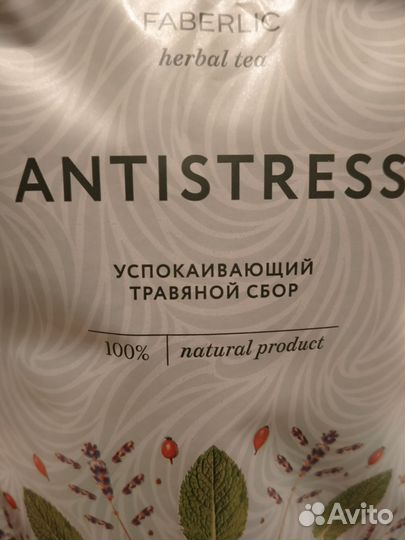 FABERLIC
herbal tea
ANTISTRESS
УСПОКАИВАЮЩИЙ
ТРАВЯНОЙ СБОР
100% natural product
Avito